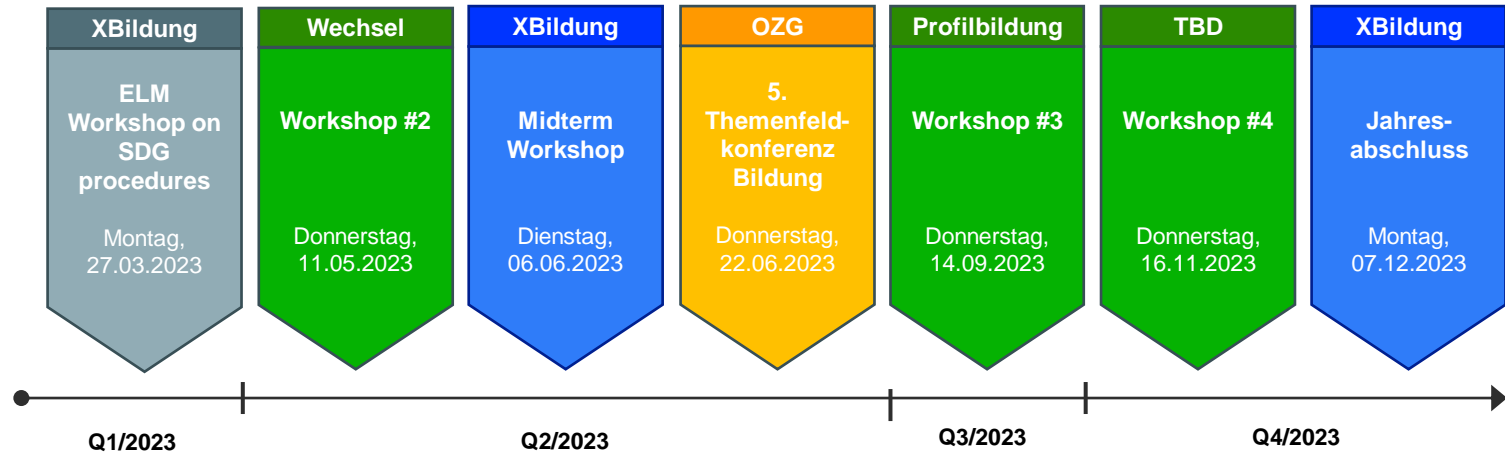 XBildung
ELM
Workshop on
SDG
procedures
Montag,
27.03.2023
Wechsel
Workshop #2
Donnerstag,
11.05.2023
XBildung
Midterm
Workshop
Dienstag,
06.06.2023
OZG
5.
Themenfeld-
konferenz
Bildung
Donnerstag,
22.06.2023
Profilbildung
Workshop #3
Donnerstag,
14.09.2023
TBD
Workshop #4
Donnerstag,
16.11.2023
XBildung
Jahres-
abschluss
Montag,
07.12.2023
Q1/2023
Q2/2023
Q3/2023
Q4/2023